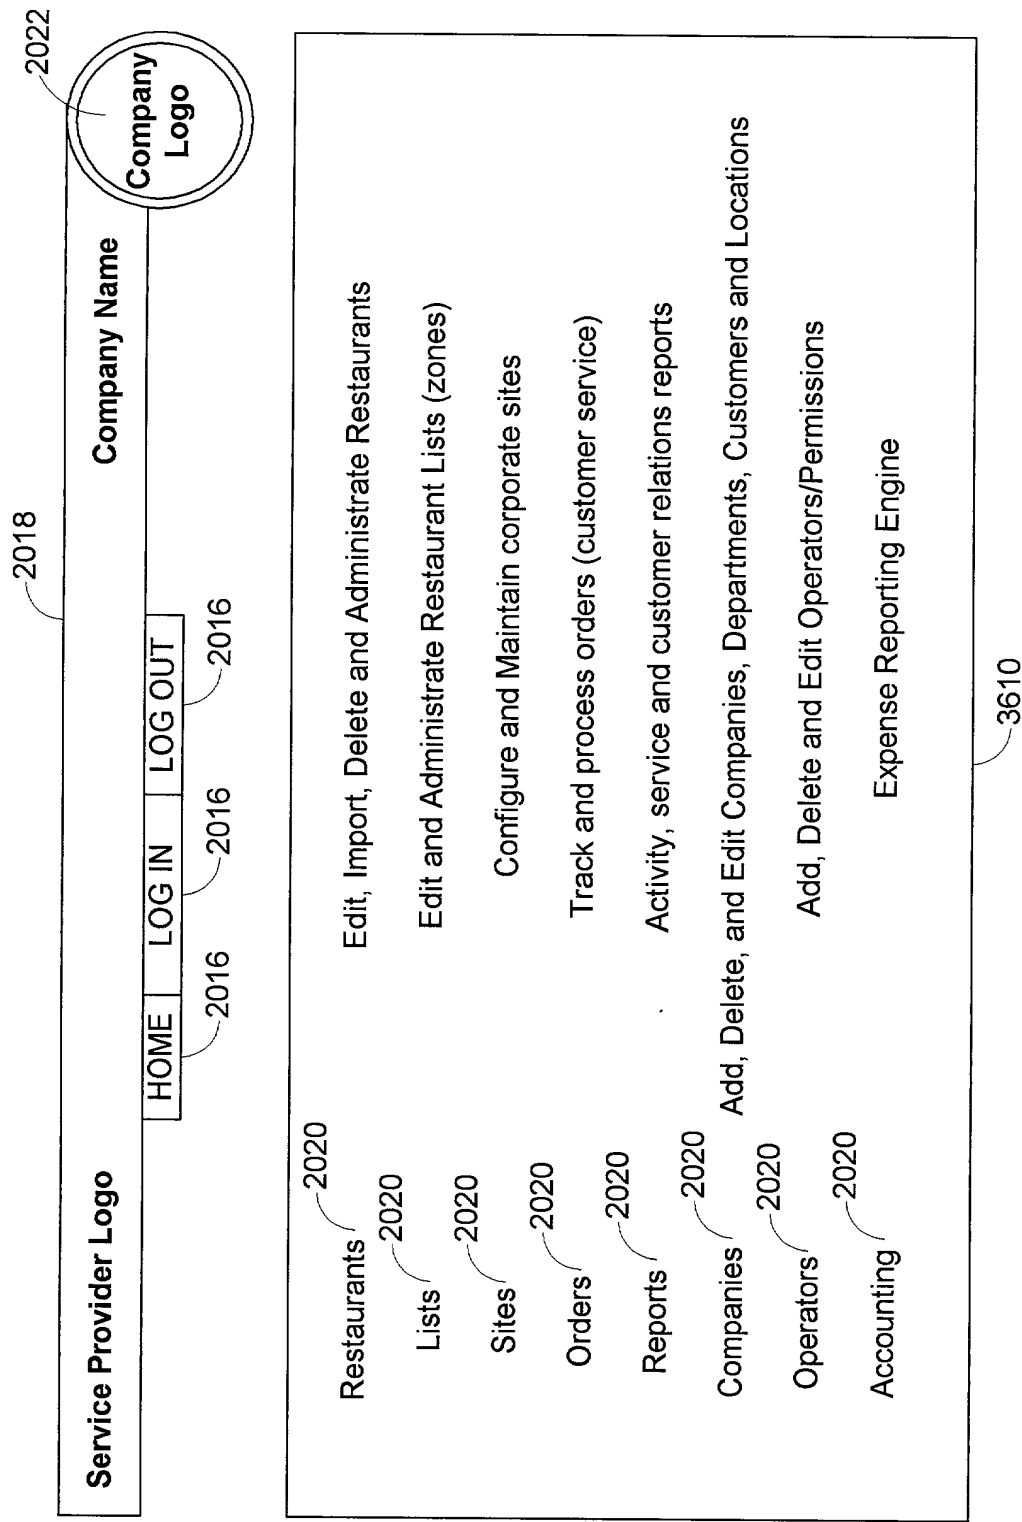 2018
2022
Service Provider Logo
Company Name
Company
Logo
HOME
LOG IN
LOG OUT
2016
2016
2016
2020
Restaurants
Edit, Import, Delete and Administrate Restaurants
2020
Lists
Edit and Administrate Restaurant Lists (zones)
2020
Sites
Configure and Maintain corporate sites
2020
Orders
Track and process orders (customer service)
2020
Reports
Activity, service and customer relations reports
2020
Companies
Add, Delete, and Edit Companies, Departments, Customers and Locations
2020
Operators
Add, Delete and Edit Operators/Permissions
2020
Accounting
Expense Reporting Engine
3610